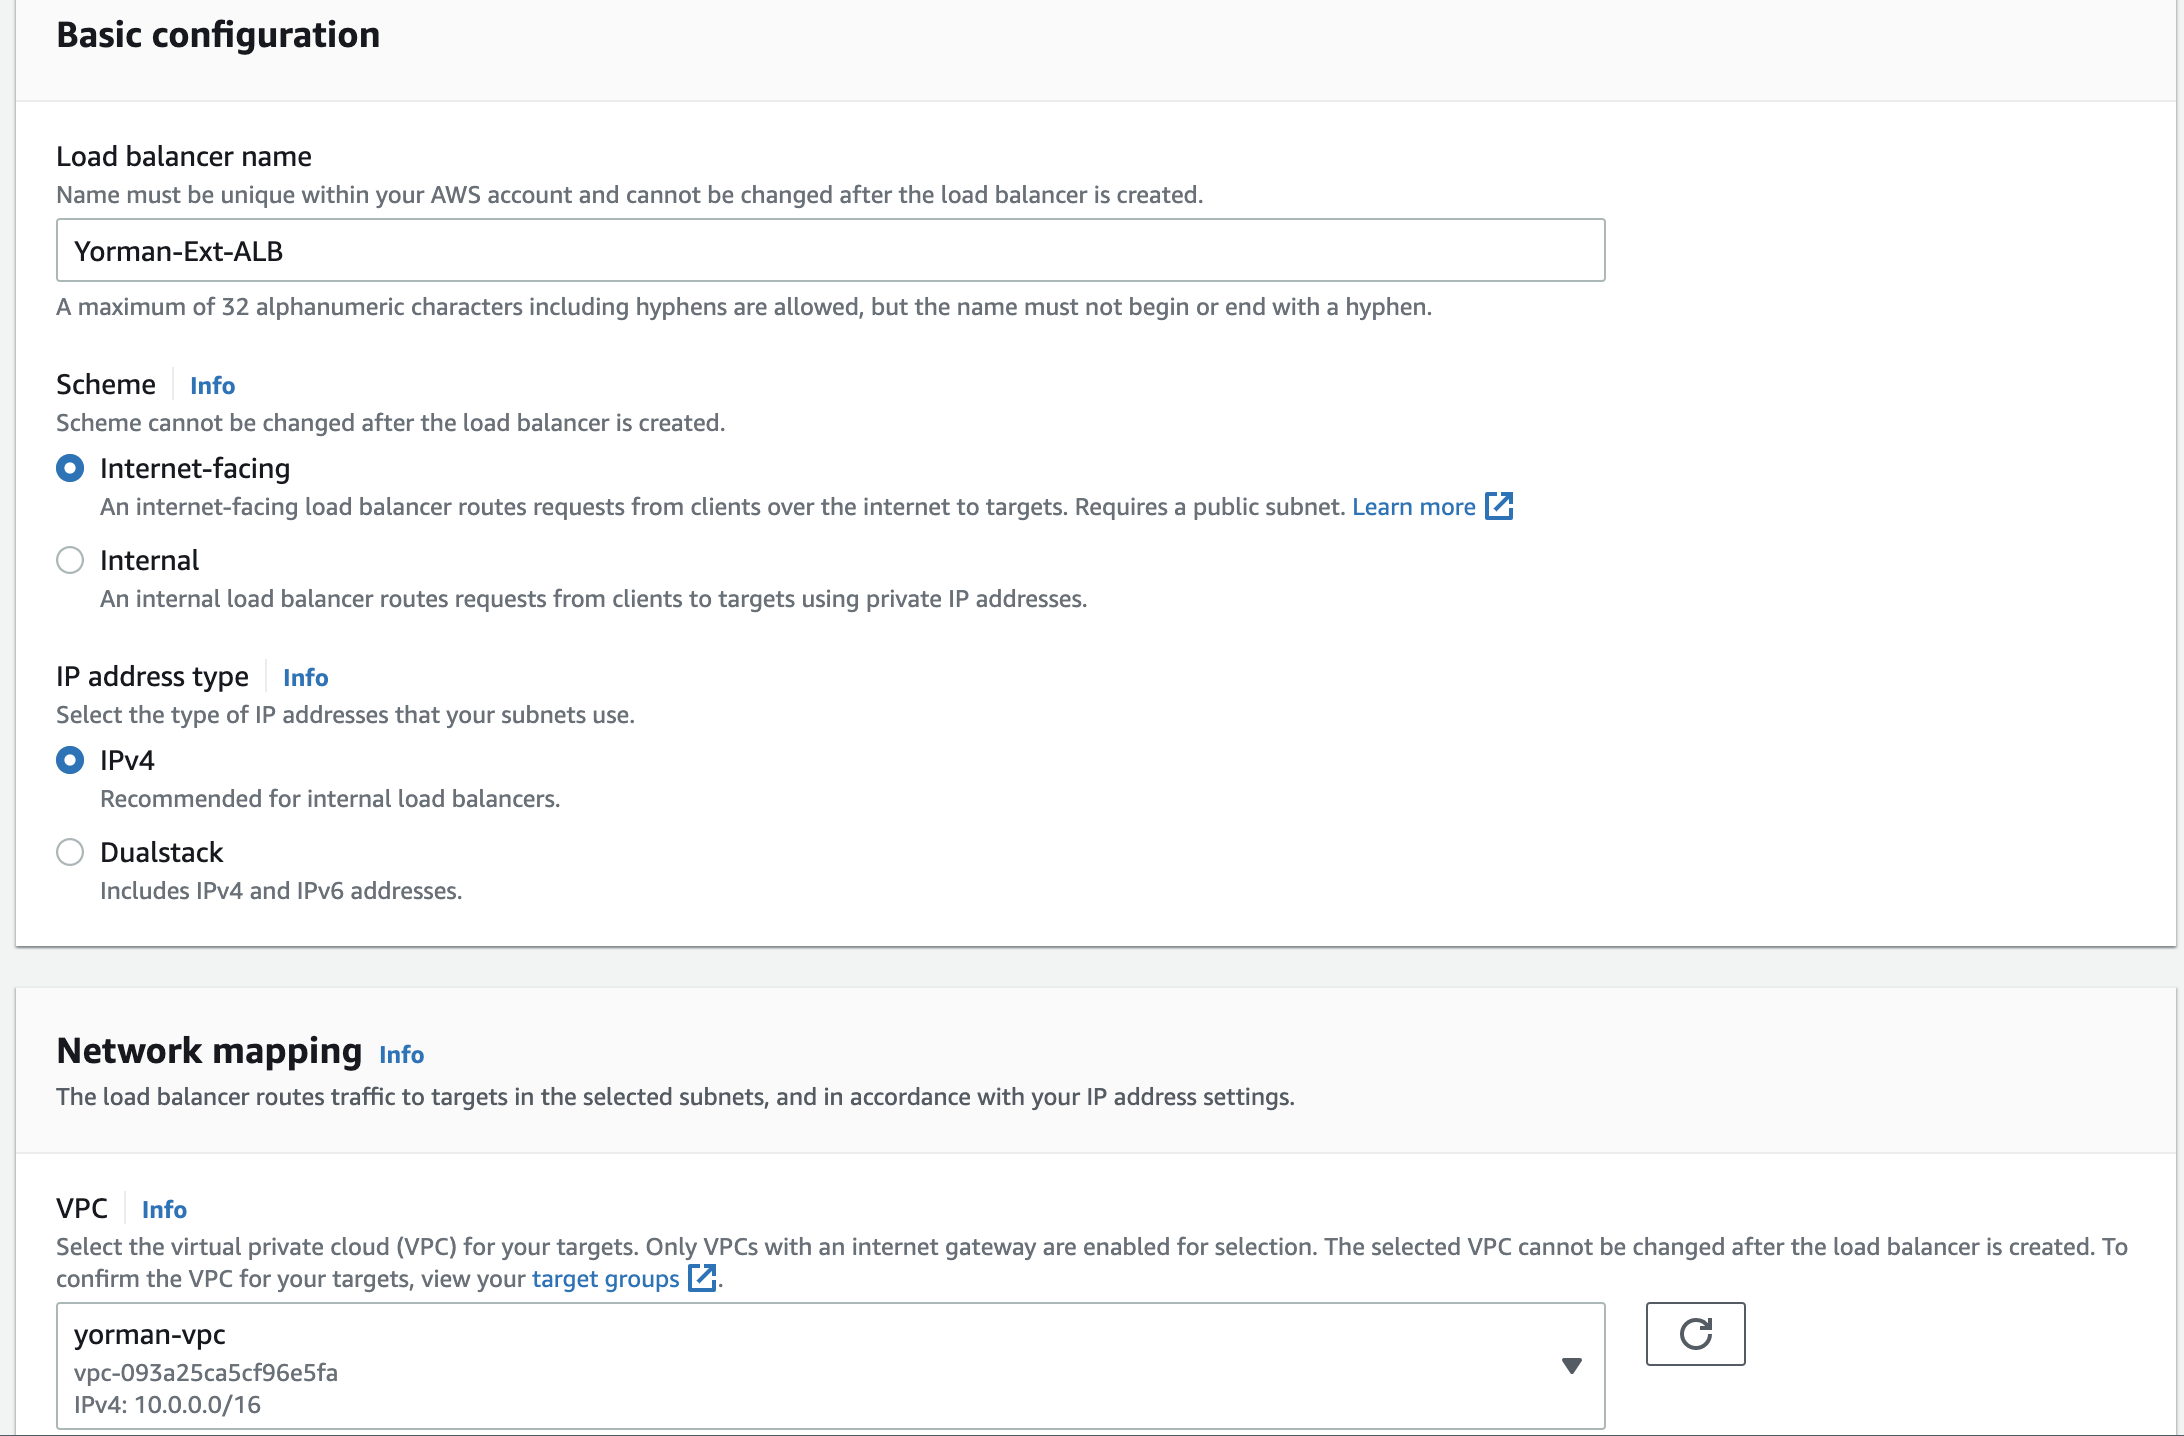 Basic configuration
Load balancer name
Name must be unique within your AWS account and cannot be changed after the load balancer is created.
Yorman-Ext-ALB
A maximum of 32 alphanumeric characters including hyphens are allowed, but the name must not begin or end with a hyphen.
Scheme Info
Scheme cannot be changed after the load balancer is created.
Internet-facing
An internet-facing load balancer routes requests from clients over the internet to targets. Requires a public subnet. Learn more
Internal
An internal load balancer routes requests from clients to targets using private IP addresses.
IP address type Info
Select the type of IP addresses that your subnets use.
IPv4
Recommended for internal load balancers.
Dualstack
Includes IPv4 and IPv6 addresses.
Network mapping Info
The load balancer routes traffic to targets in the selected subnets, and in accordance with your IP address settings.
VPC Info
Select the virtual private cloud (VPC) for your targets. Only VPCs with an internet gateway are enabled for selection. The selected VPC cannot be changed after the load balancer is created. To
confirm the VPC for your targets, view your target groups.
yorman-vpc
vpc-093a25ca5cf96e5fa
IPv4: 10.0.0.0/16